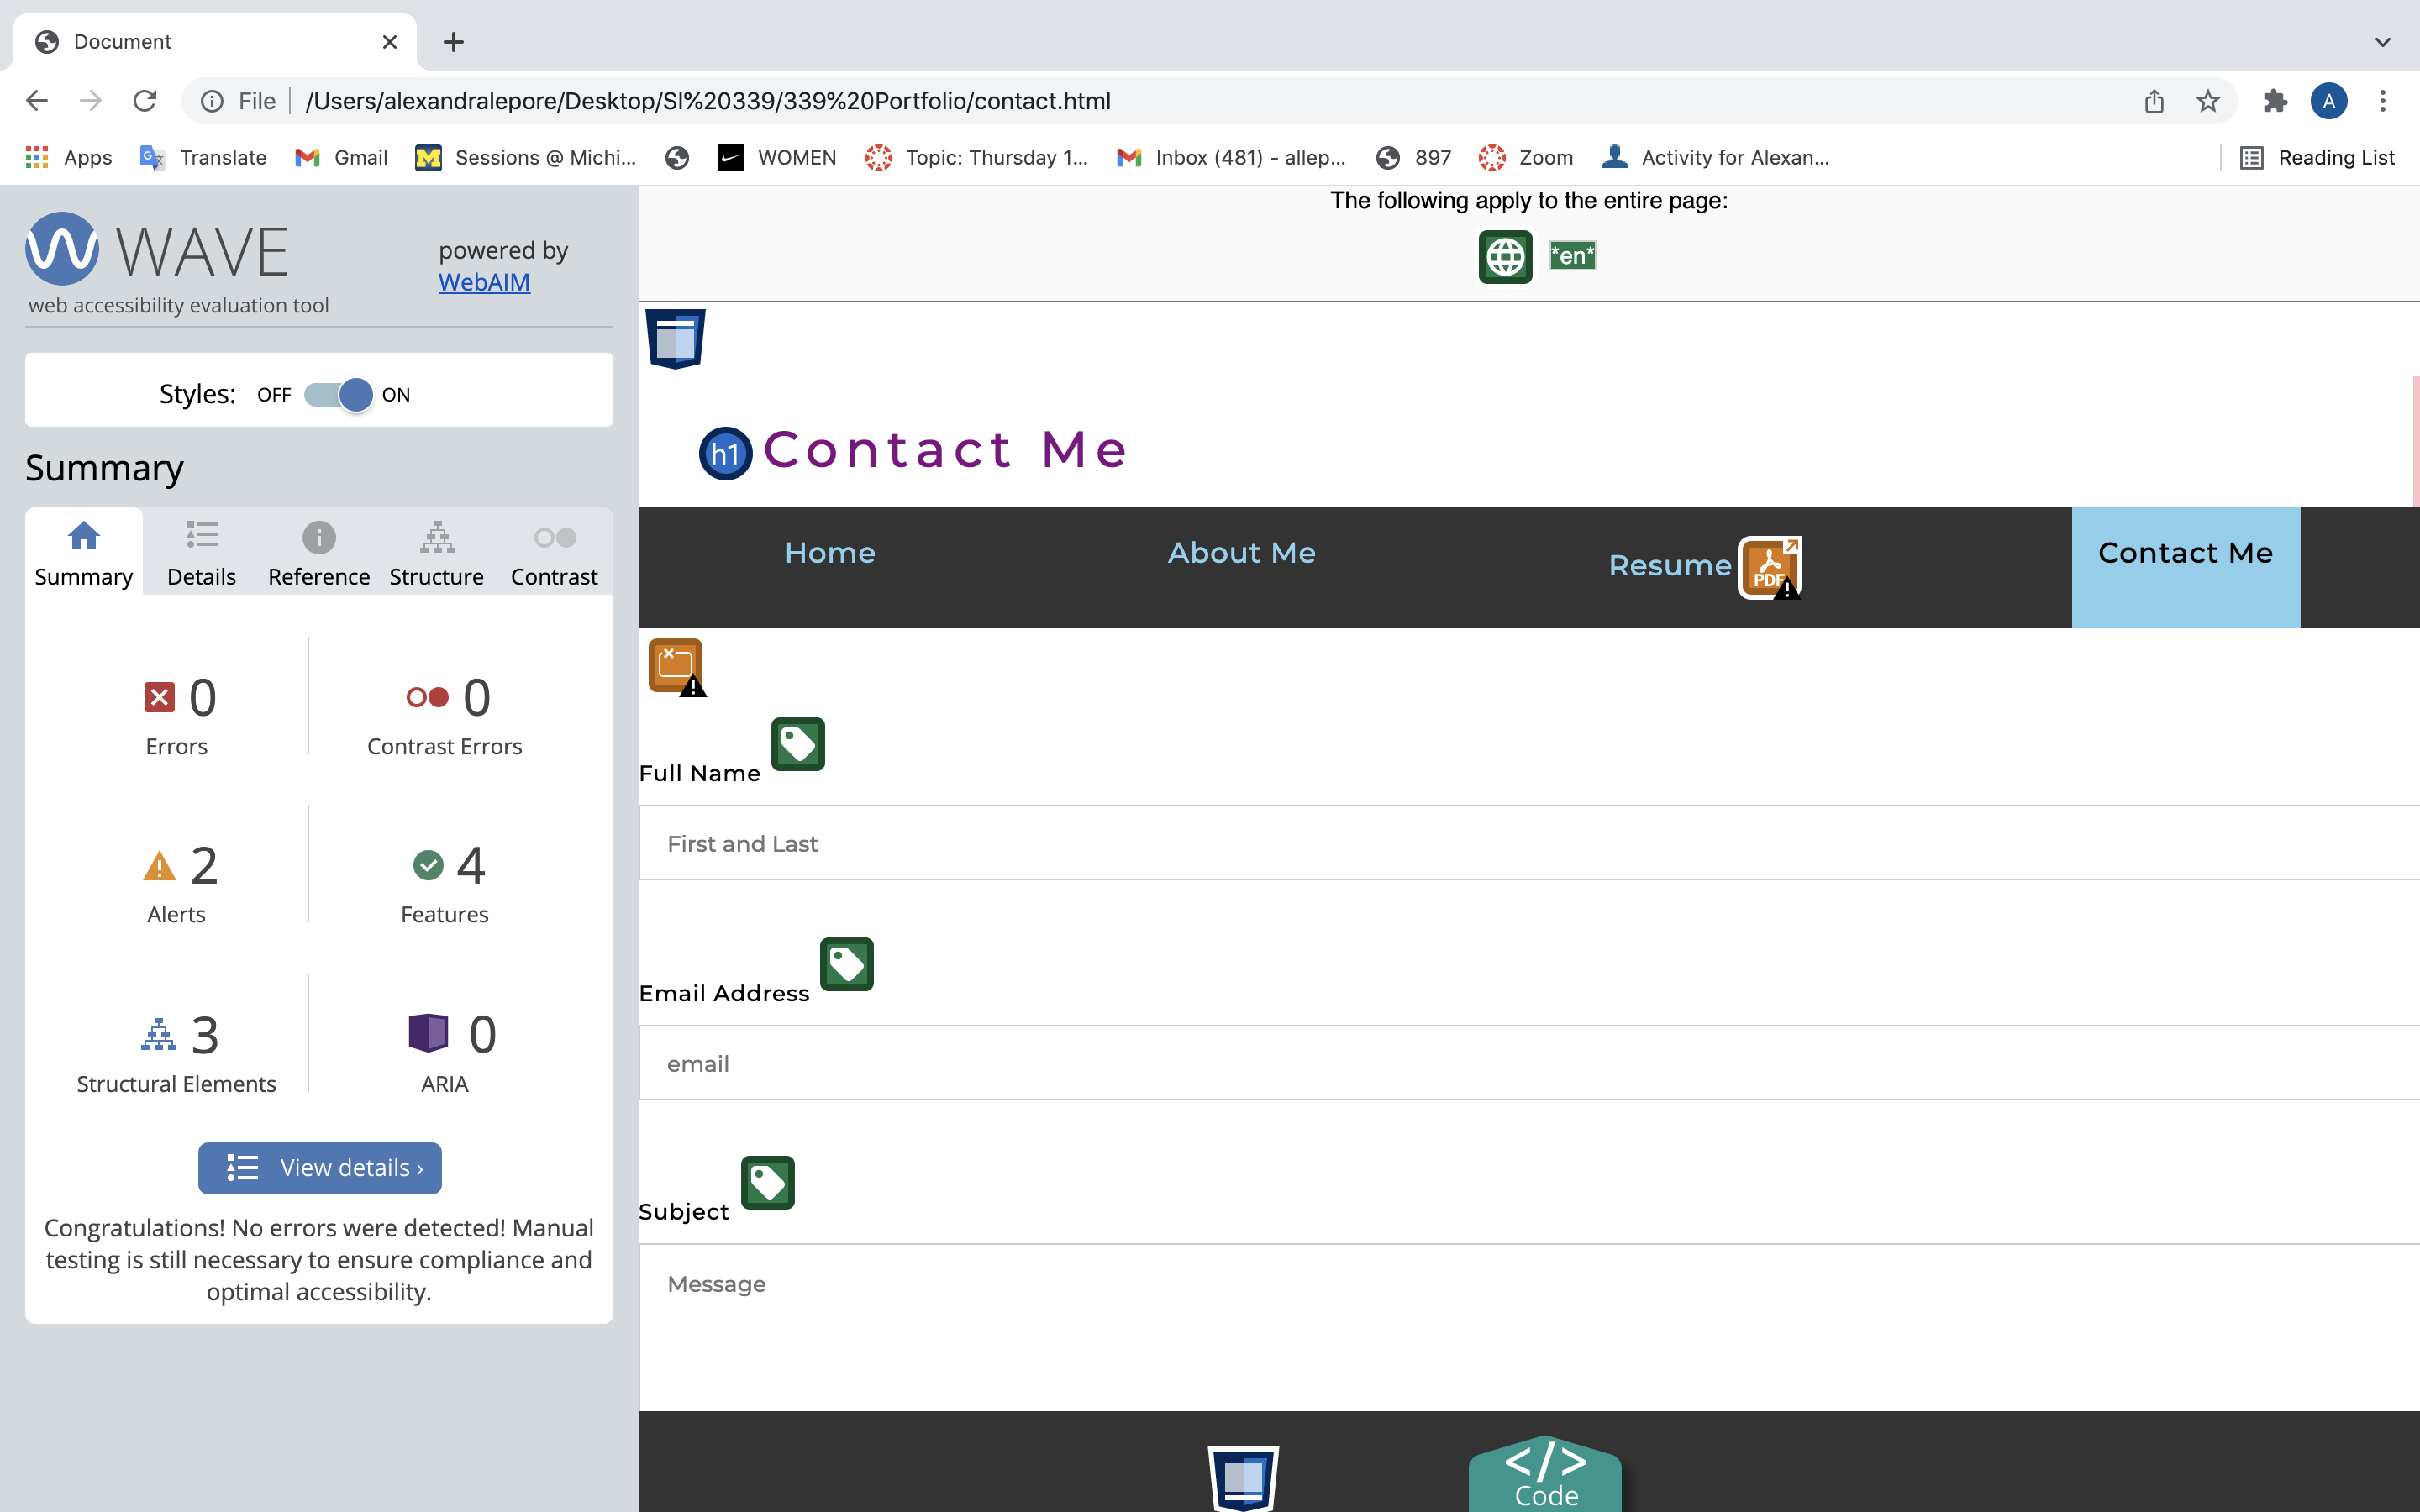 Document
File /Users/alexandralepore/Desktop/SI%20339/339%20Portfolio/contact.html
A
Apps Translate Gmail Sessions @ Michi... WOMEN Topic: Thursday 1... Inbox (481) - allep... 897 Zoom Activity for Alexan... Reading List
WAVE
powered by
WebAIM
web accessibility evaluation tool
Styles: OFF ON
Summary
Summary Details Reference Structure Contrast
0 0
Errors Contrast Errors
2 4
Alerts Features
3 0
Structural Elements ARIA
View details ›
Congratulations! No errors were detected! Manual
testing is still necessary to ensure compliance and
optimal accessibility.
The following apply to the entire page:
*en*
h1 Contact Me
Home About Me Resume PDF Contact Me
Full Name
First and Last
Email Address
email
Subject
Message
</>
Code